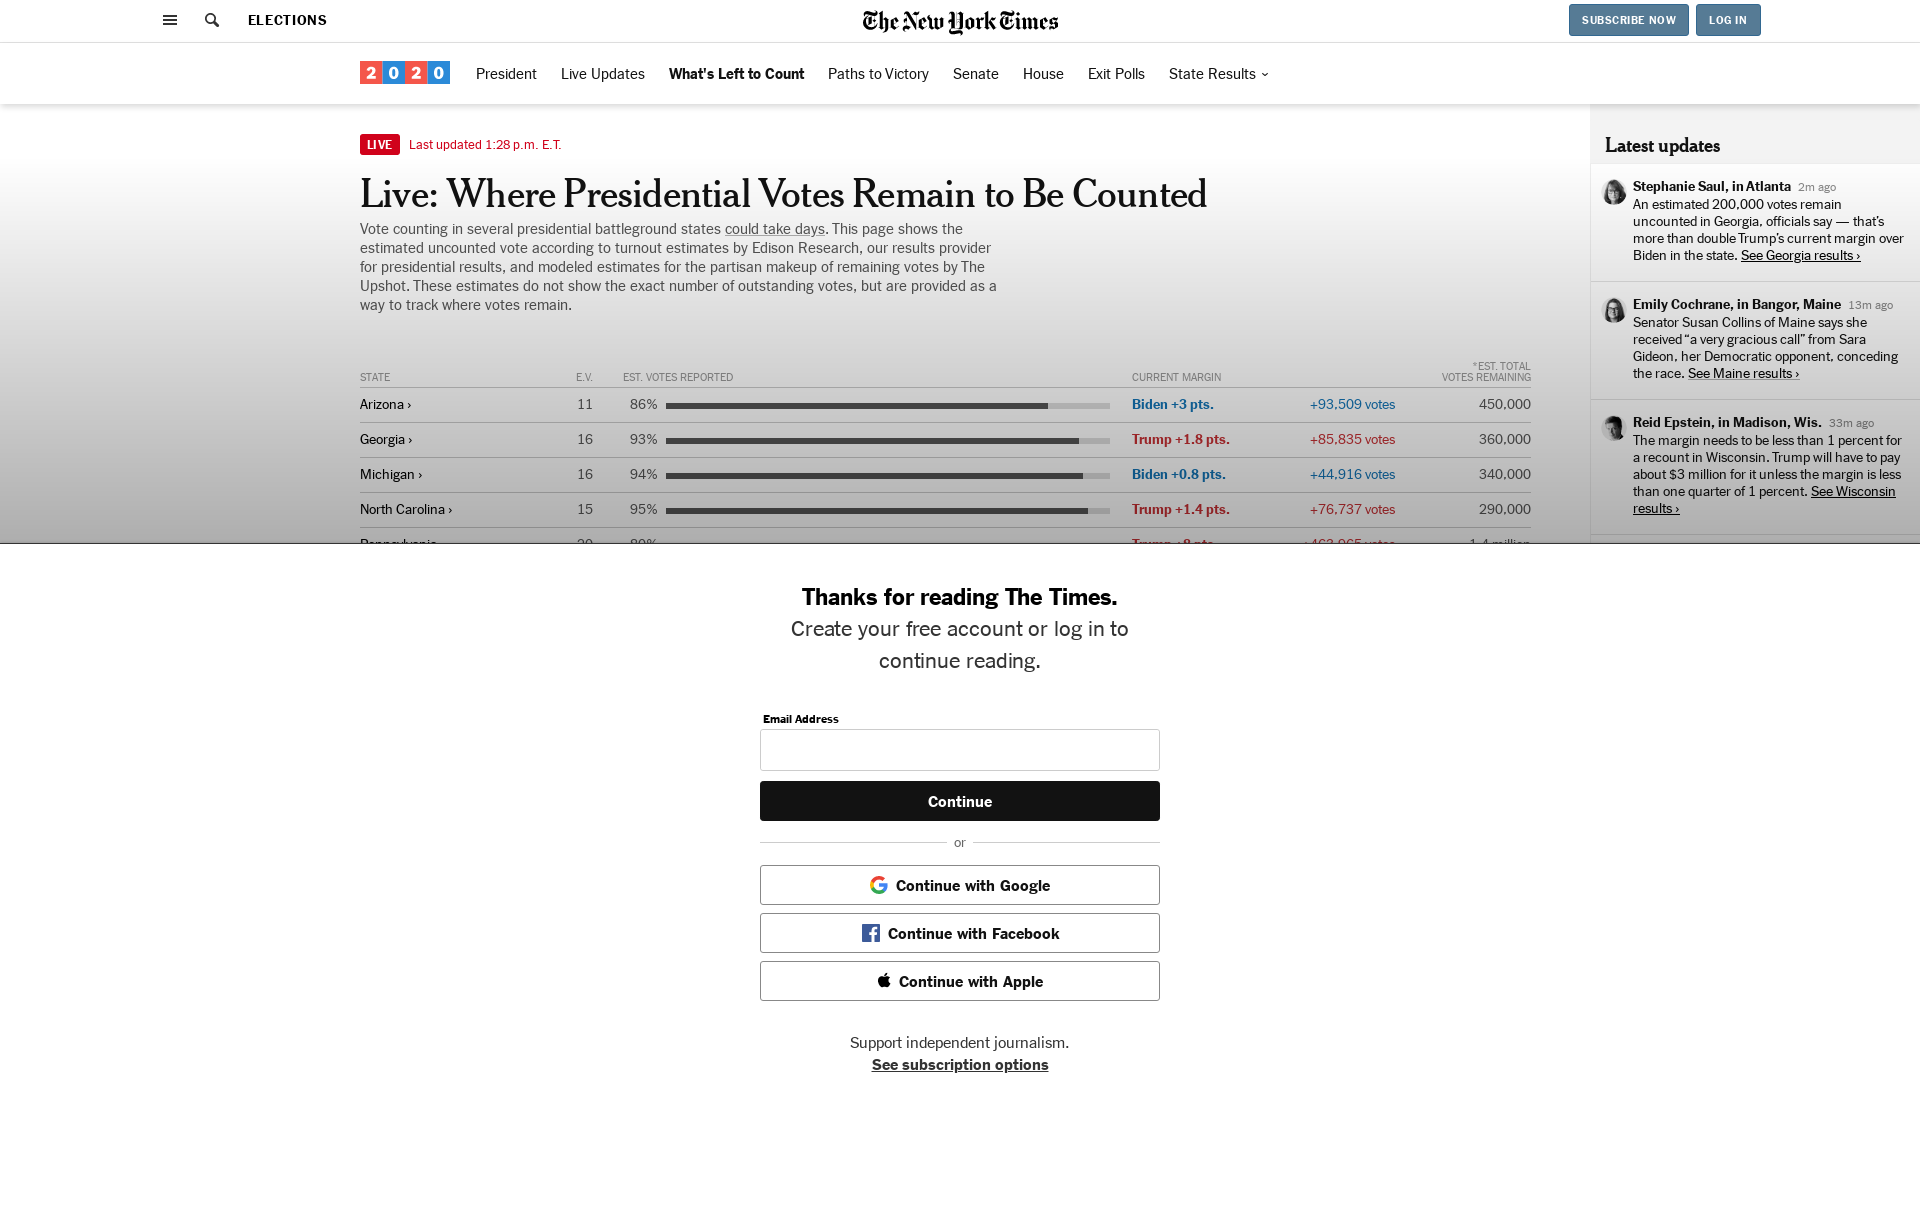 ELECTIONS
The New York Times
SUBSCRIBE NOW
LOG IN
2020
President
Live Updates
What's Left to Count
Paths to Victory
Senate
House
Exit Polls
State Results
LIVE
Last updated 1:28 p.m. E.T.
Live: Where Presidential Votes Remain to Be Counted
Vote counting in several presidential battleground states could take days. This page shows the
estimated uncounted vote according to turnout estimates by Edison Research, our results provider
for presidential results, and modeled estimates for the partisan makeup of remaining votes by The
Upshot. These estimates do not show the exact number of outstanding votes, but are provided as a
way to track where votes remain.
STATE E.V. EST. VOTES REPORTED CURRENT MARGIN *EST. TOTAL
VOTES REMAINING
Arizona › 11 86% Biden +3 pts. +93,509 votes 450,000
Georgia › 16 93% Trump +1.8 pts. +85,835 votes 360,000
Michigan › 16 94% Biden +0.8 pts. +44,916 votes 340,000
North Carolina › 15 95% Trump +1.4 pts. +76,737 votes 290,000
Latest updates
Stephanie Saul, in Atlanta 2m ago
An estimated 200,000 votes remain
uncounted in Georgia, officials say — that's
more than double Trump's current margin over
Biden in the state. See Georgia results ›
Emily Cochrane, in Bangor, Maine 13m ago
Senator Susan Collins of Maine says she
received “a very gracious call” from Sara
Gideon, her Democratic opponent, conceding
the race. See Maine results ›
Reid Epstein, in Madison, Wis. 33m ago
The margin needs to be less than 1 percent for
a recount in Wisconsin. Trump will have to pay
about $3 million for it unless the margin is less
than one quarter of 1 percent. See Wisconsin
results ›
Thanks for reading The Times.
Create your free account or log in to
continue reading.
Email Address
Continue
or
Continue with Google
Continue with Facebook
Continue with Apple
Support independent journalism.
See subscription options